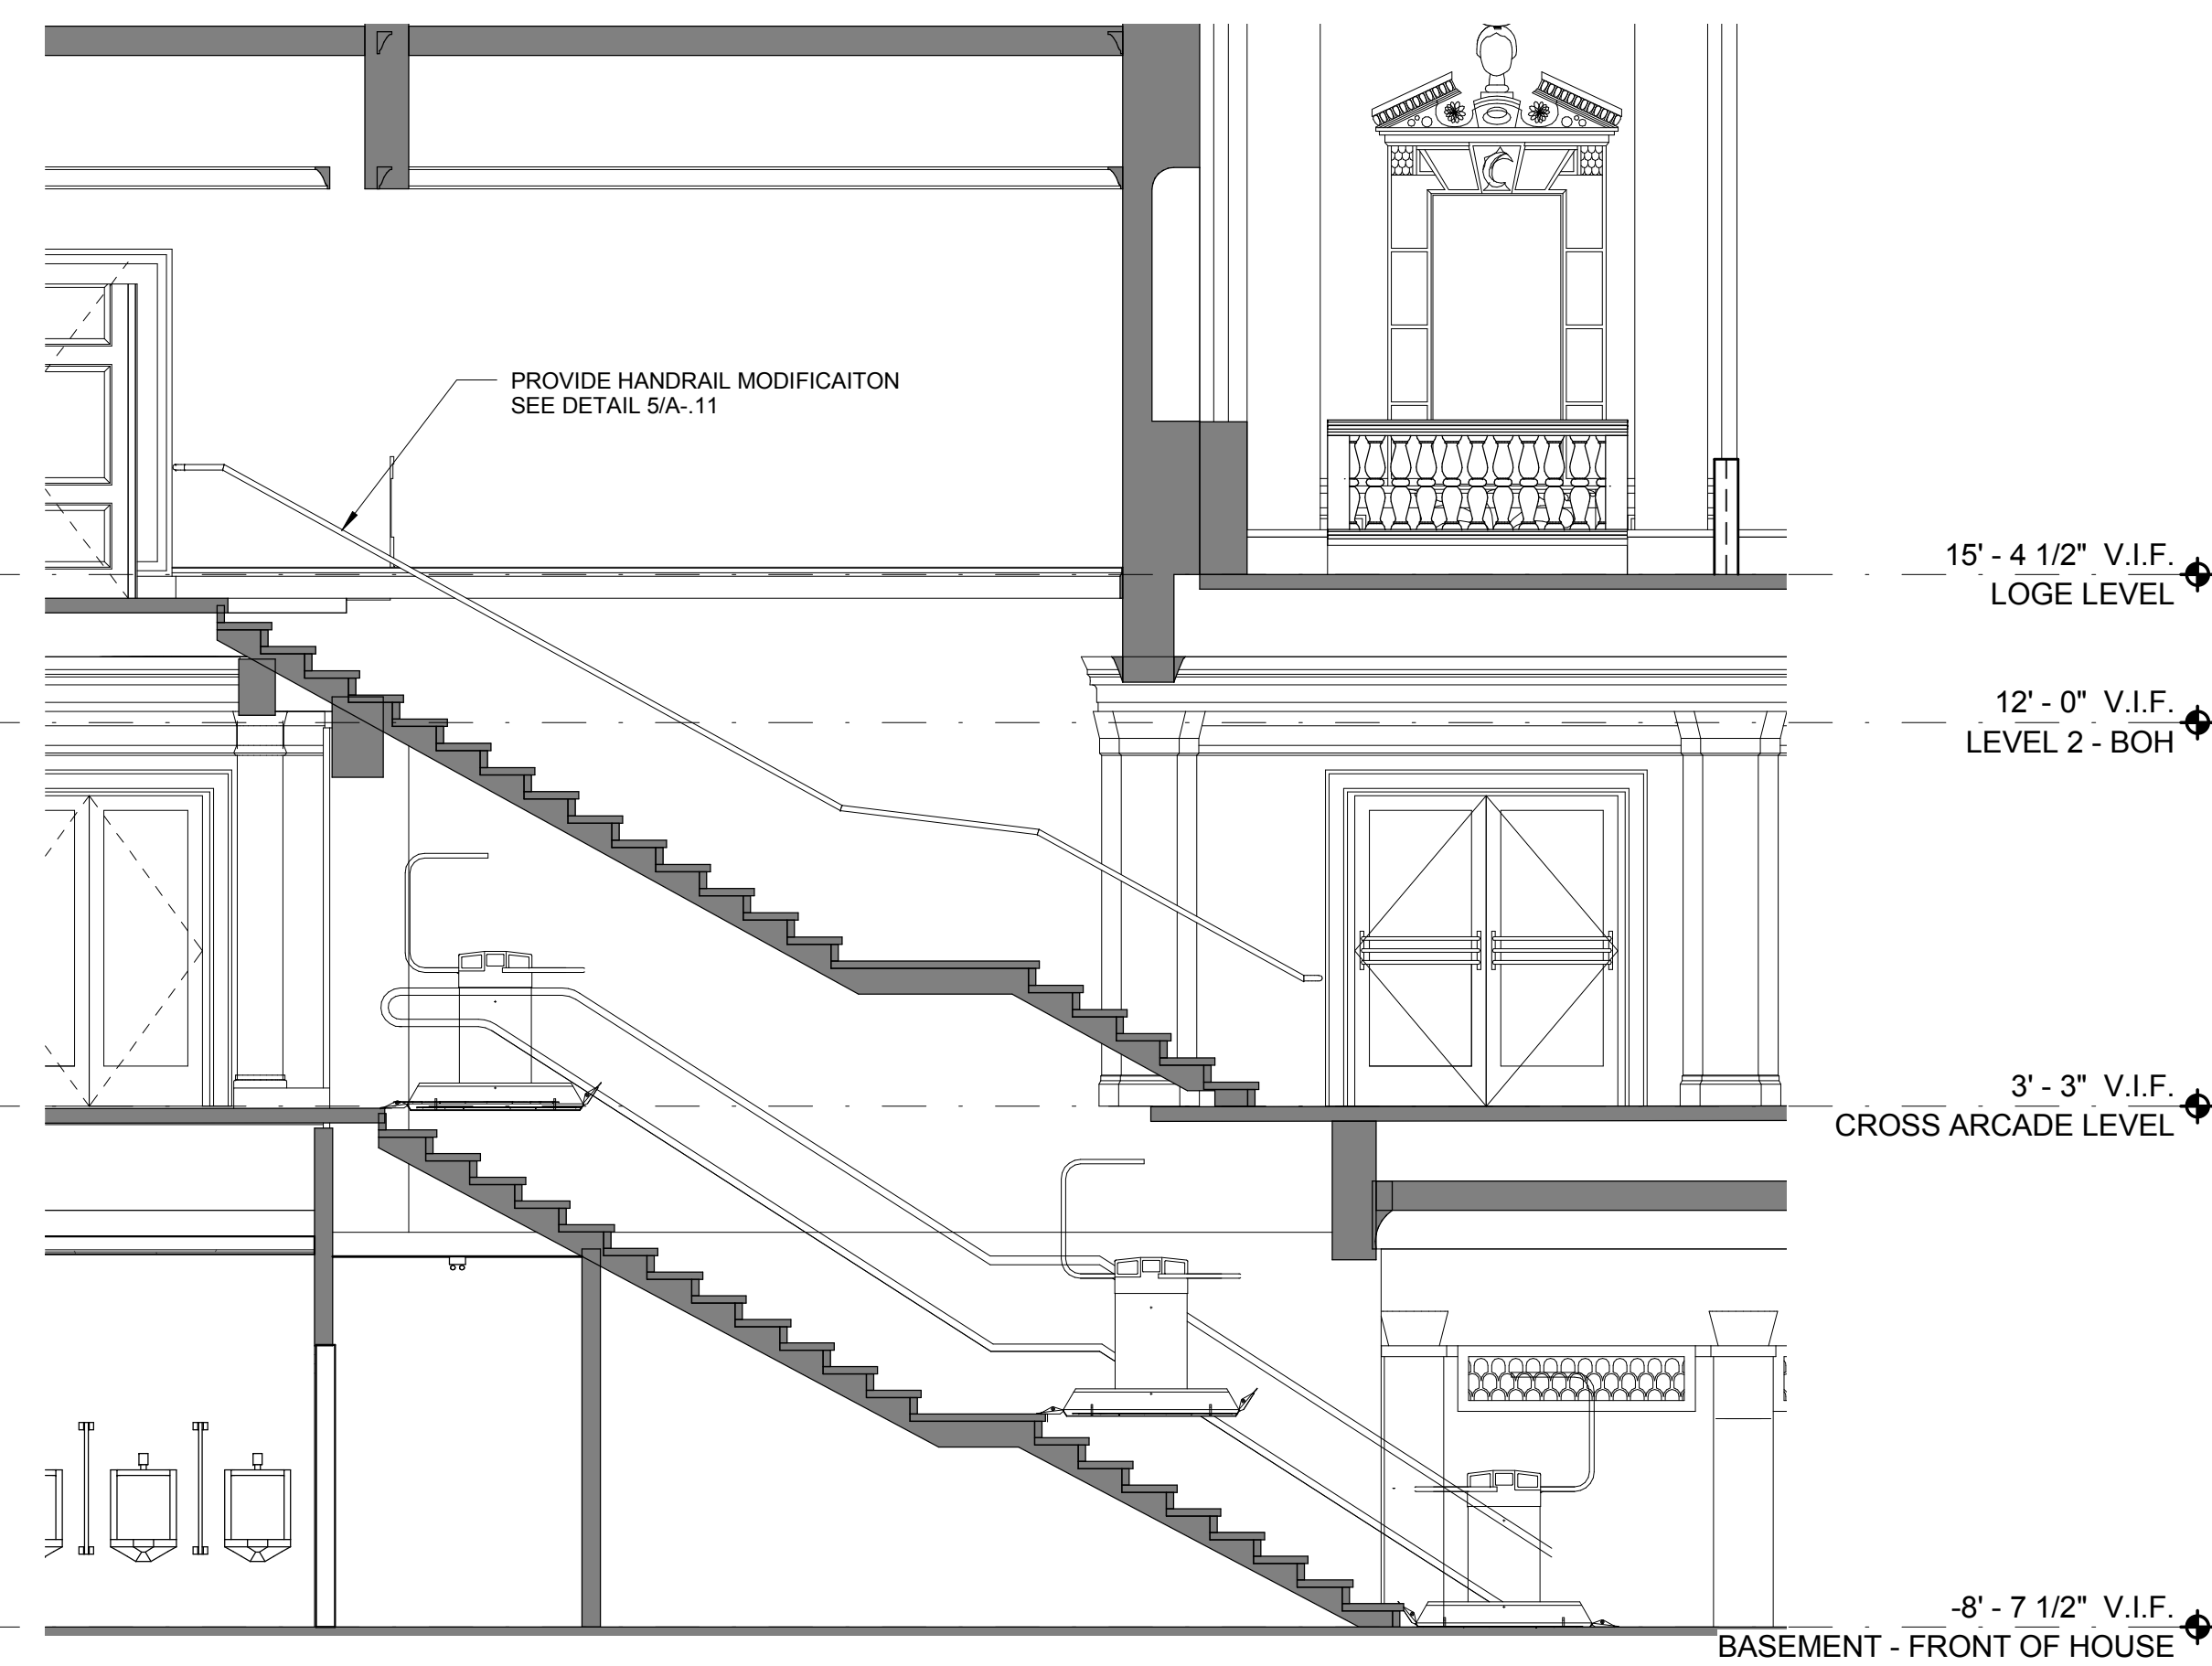 PROVIDE HANDRAIL MODIFICAITON
SEE DETAIL 5/A-.11
15' - 4 1/2" V.I.F.
LOGE LEVEL
12' - 0" V.I.F.
LEVEL 2 - BOH
3' - 3" V.I.F.
CROSS ARCADE LEVEL
-8' - 7 1/2" V.I.F.
BASEMENT - FRONT OF HOUSE